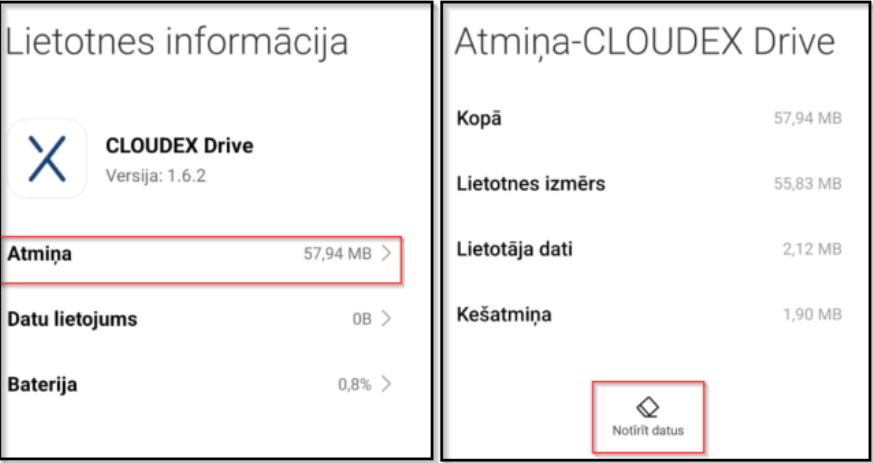 Lietotnes informācija
CLOUDEX Drive
Versija: 1.6.2
Atmiņa 57,94 MB
Datu lietojums 0B
Baterija 0,8%
Atmiņa-CLOUDEX Drive
Kopā 57,94 MB
Lietotnes izmērs 55,83 MB
Lietotāja dati 2,12 MB
Kešatmiņa 1,90 MB
Notīrīt datus